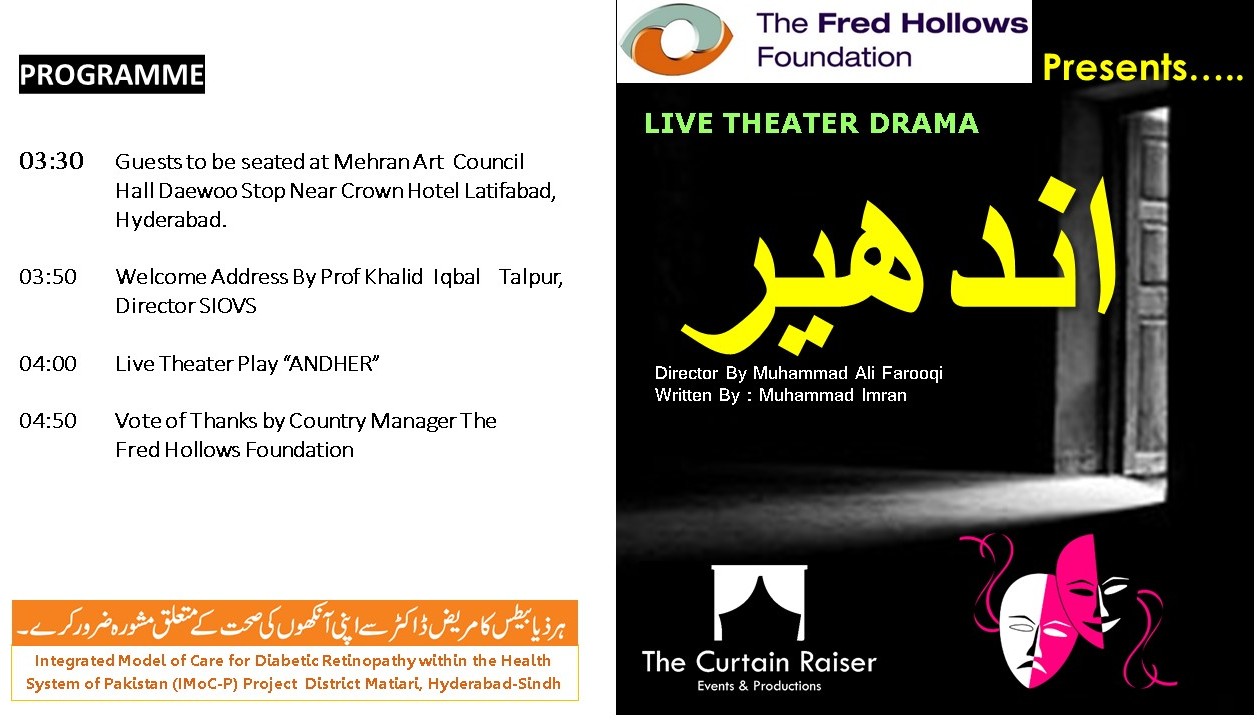 PROGRAMME
03:30 Guests to be seated at Mehran Art Council
Hall Daewoo Stop Near Crown Hotel Latifabad,
Hyderabad.
03:50 Welcome Address By Prof Khalid Iqbal Talpur,
Director SIOVS
04:00 Live Theater Play “ANDHER”
04:50 Vote of Thanks by Country Manager The
Fred Hollows Foundation
ہر ذیابیطس کا مریض ڈاکٹر سے اپنی آنکھوں کی صحت کے متعلق مشورہ ضرور کرے۔
Integrated Model of Care for Diabetic Retinopathy within the Health
System of Pakistan (IMoC-P) Project District Matiari, Hyderabad-Sindh
The Fred Hollows
Foundation
Presents.....
LIVE THEATER DRAMA
اندھیر
Director By Muhammad Ali Farooqi
Written By : Muhammad Imran
The Curtain Raiser
Events & Productions